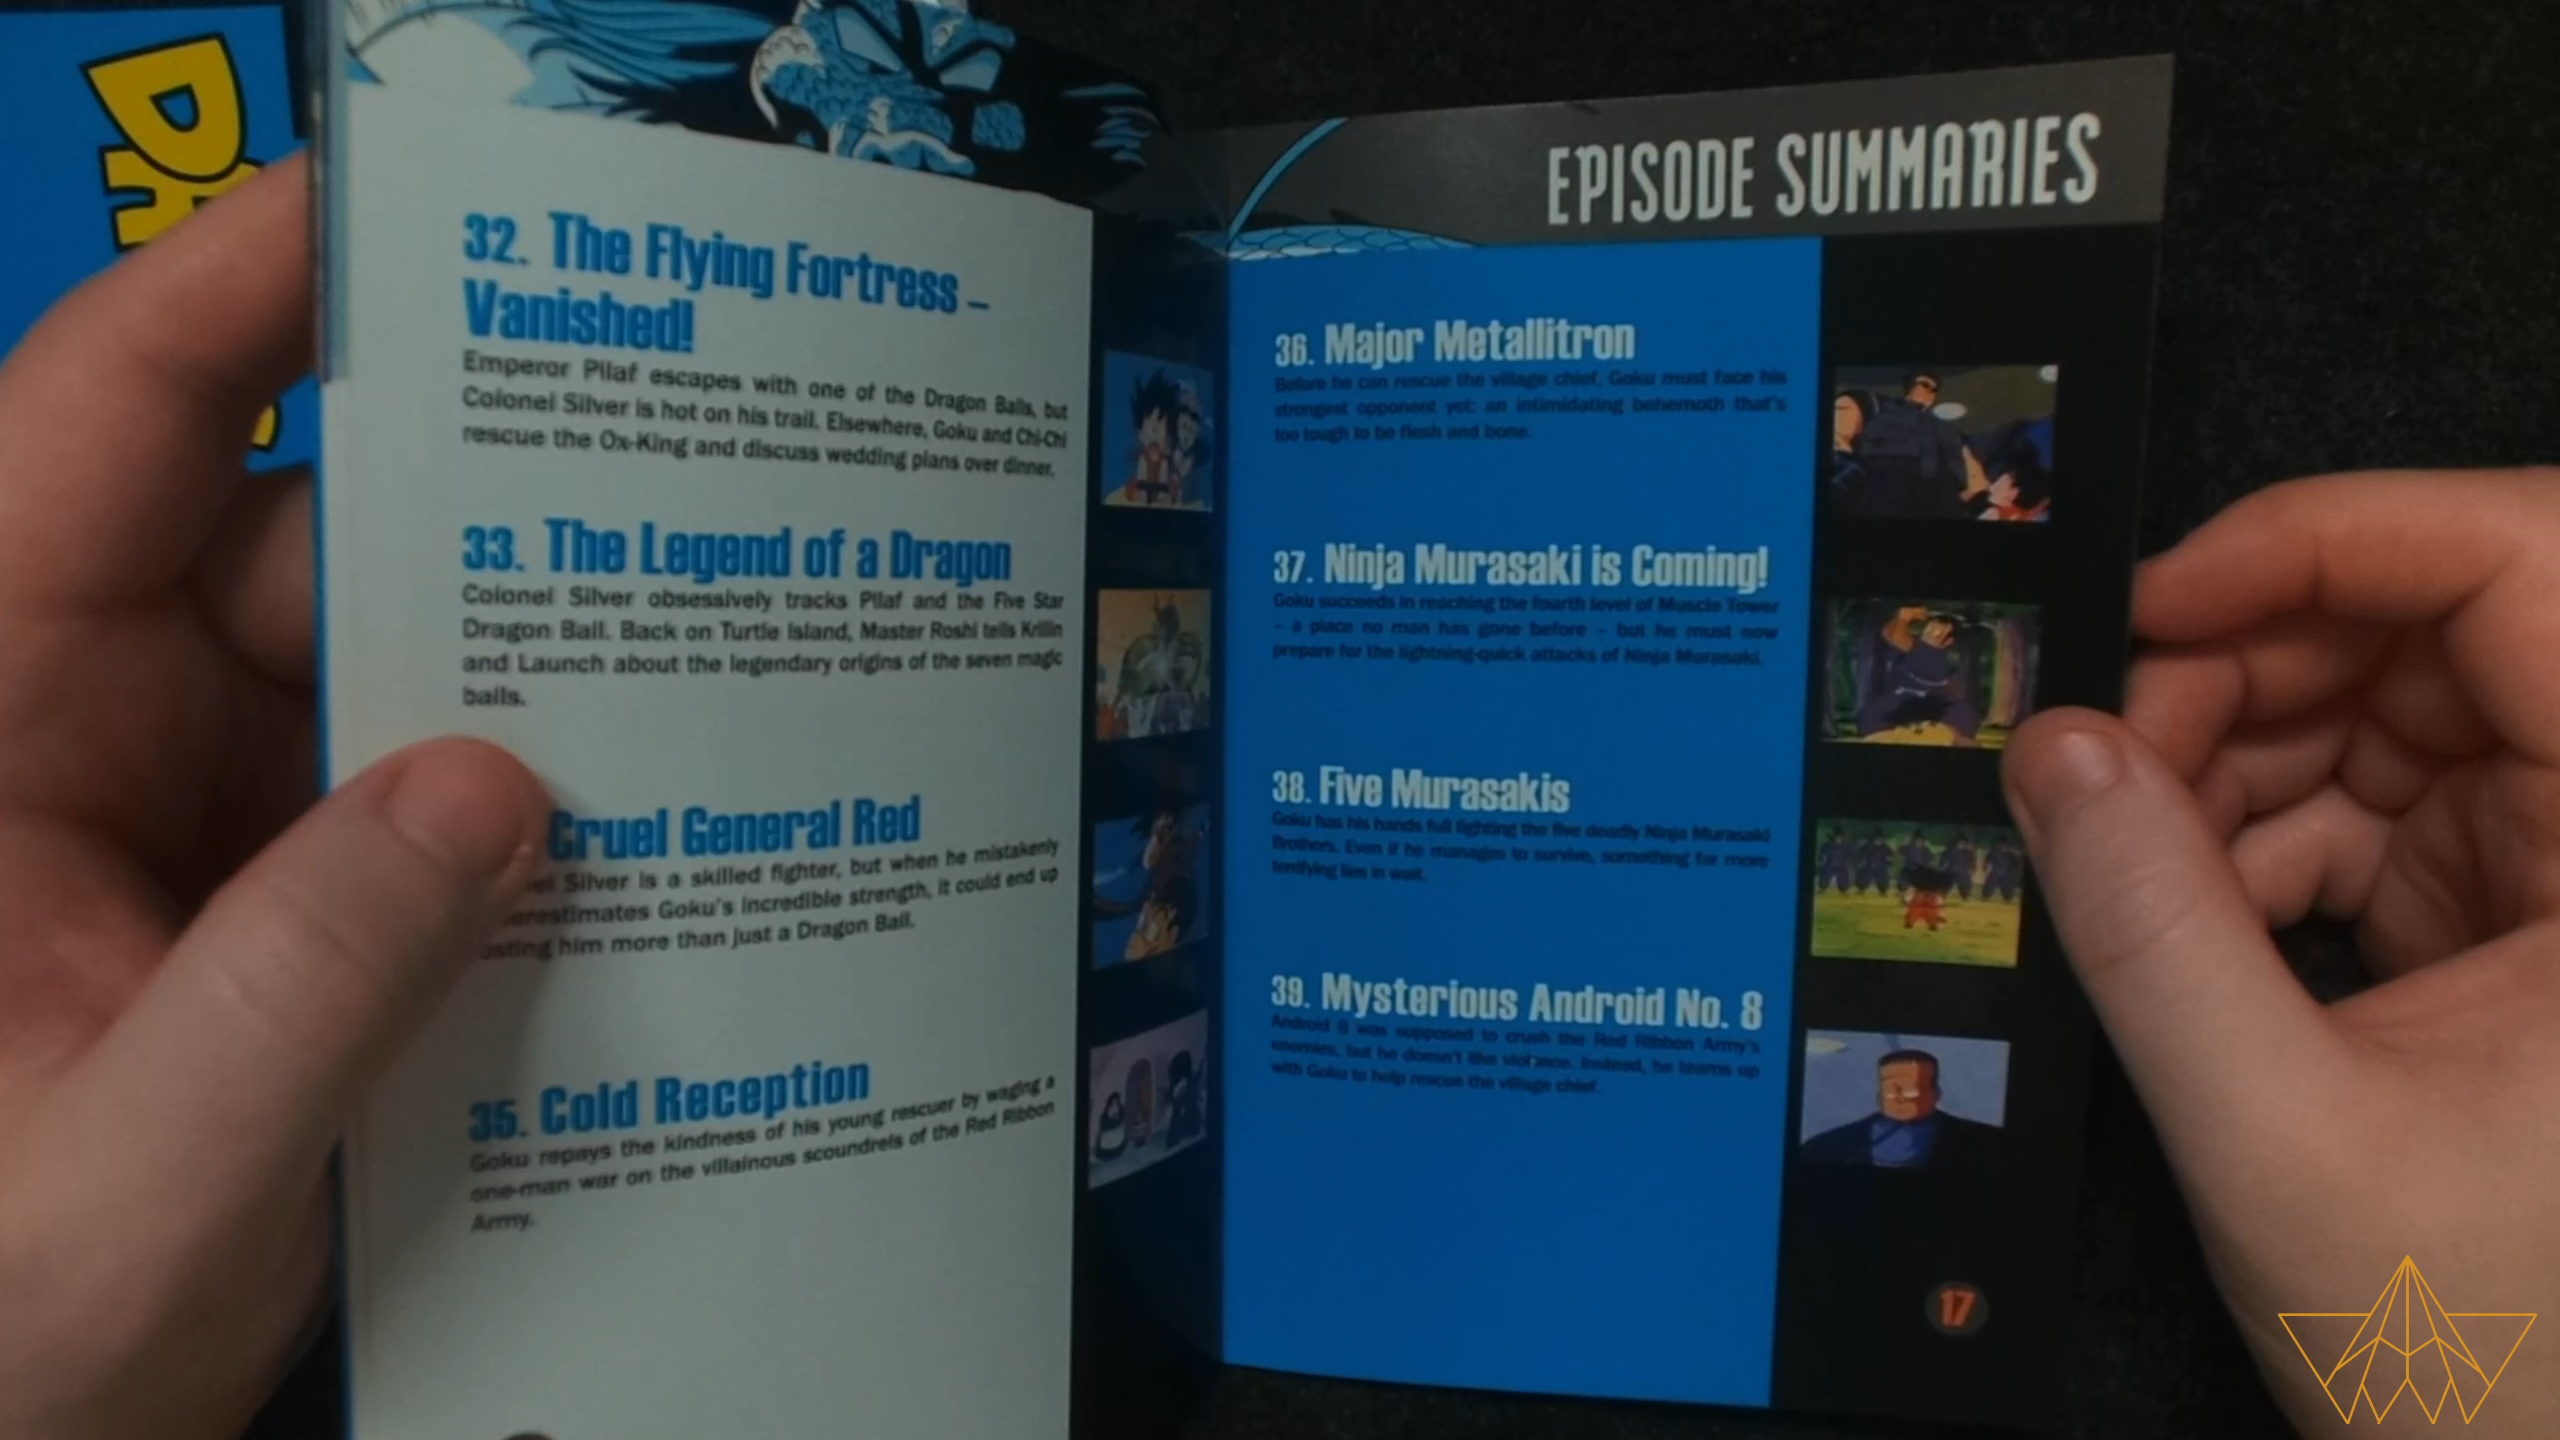 DR
32. The Flying Fortress –
Vanished!
Emperor Pilaf escapes with one of the Dragon Balls, but
Colonel Silver is hot on his trail. Elsewhere, Goku and Chi-Chi
rescue the Ox-King and discuss wedding plans over dinner.
33. The Legend of a Dragon
Colonel Silver obsessively tracks Pilaf and the Five Star
Dragon Ball. Back on Turtle Island, Master Roshi tells Krillin
and Launch about the legendary origins of the seven magic
balls.
Cruel General Red
Silver is a skilled fighter, but when he mistakenly
Goku's incredible strength, it could end up
him more than just a Dragon Ball.
35. Cold Reception
Goku repays the kindness of his young rescuer by waging a
one-man war on the villainous scoundrels of the Red Ribbon
Army.
EPISODE SUMMARIES
36. Major Metallitron
Before he can rescue the village chief, Goku must face his
strongest opponent yet: an intimidating behemoth that's
too tough to be flesh and bone.
37. Ninja Murasaki is Coming!
Goku succeeds in reaching the fourth level of Muscle Tower
– a place no man has gone before – but he must now
prepare for the lightning-quick attacks of Ninja Murasaki.
38. Five Murasakis
Goku has his hands full fighting the five deadly Ninja Murasaki
Brothers. Even if he manages to survive, something far more
terrifying lies in wait.
39. Mysterious Android No. 8
Android 8 was supposed to crush the Red Ribbon Army's
enemies, but he doesn't like violence. Instead, he teams up
with Goku to help rescue the village chief.
17